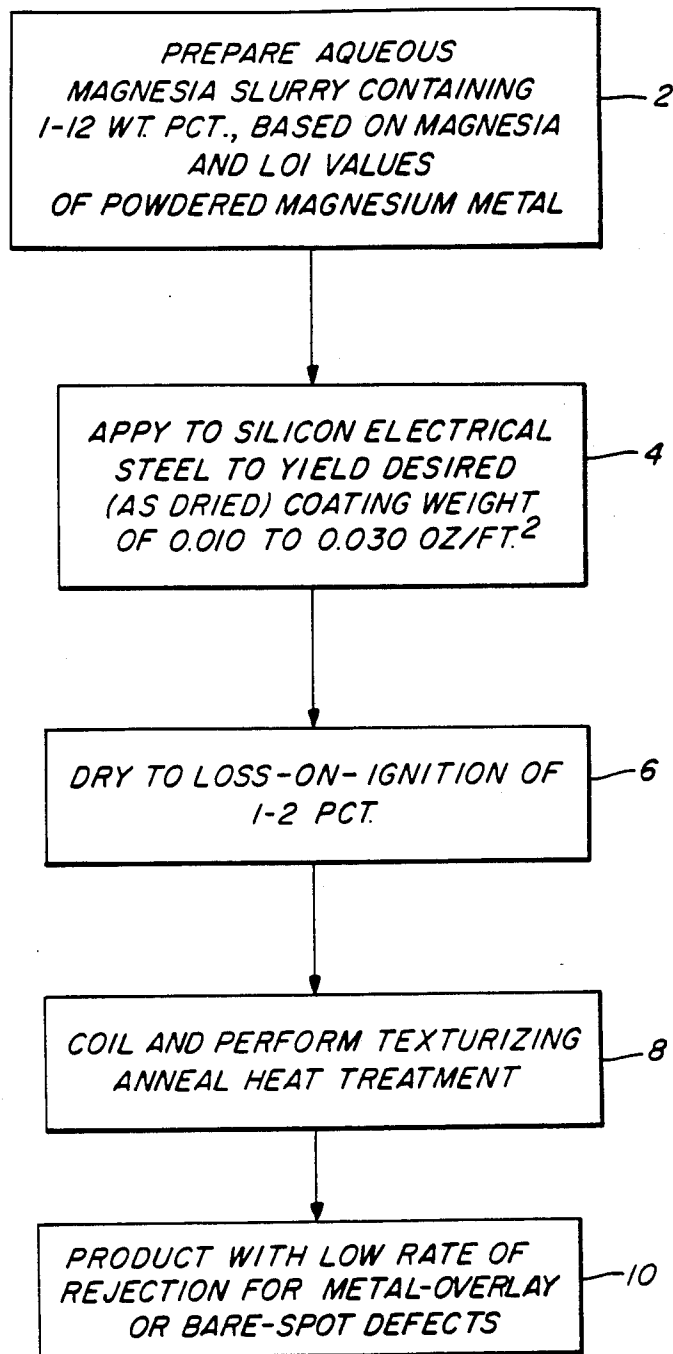 PREPARE AQUEOUS
MAGNESIA SLURRY CONTAINING
1-12 WT. PCT., BASED ON MAGNESIA
AND LOI VALUES
OF POWDERED MAGNESIUM METAL
2
APPY TO SILICON ELECTRICAL
STEEL TO YIELD DESIRED
(AS DRIED) COATING WEIGHT
OF 0.010 TO 0.030 OZ/FT.²
4
DRY TO LOSS-ON-IGNITION OF
1-2 PCT.
6
COIL AND PERFORM TEXTURIZING
ANNEAL HEAT TREATMENT
8
PRODUCT WITH LOW RATE OF
REJECTION FOR METAL-OVERLAY
OR BARE-SPOT DEFECTS
10